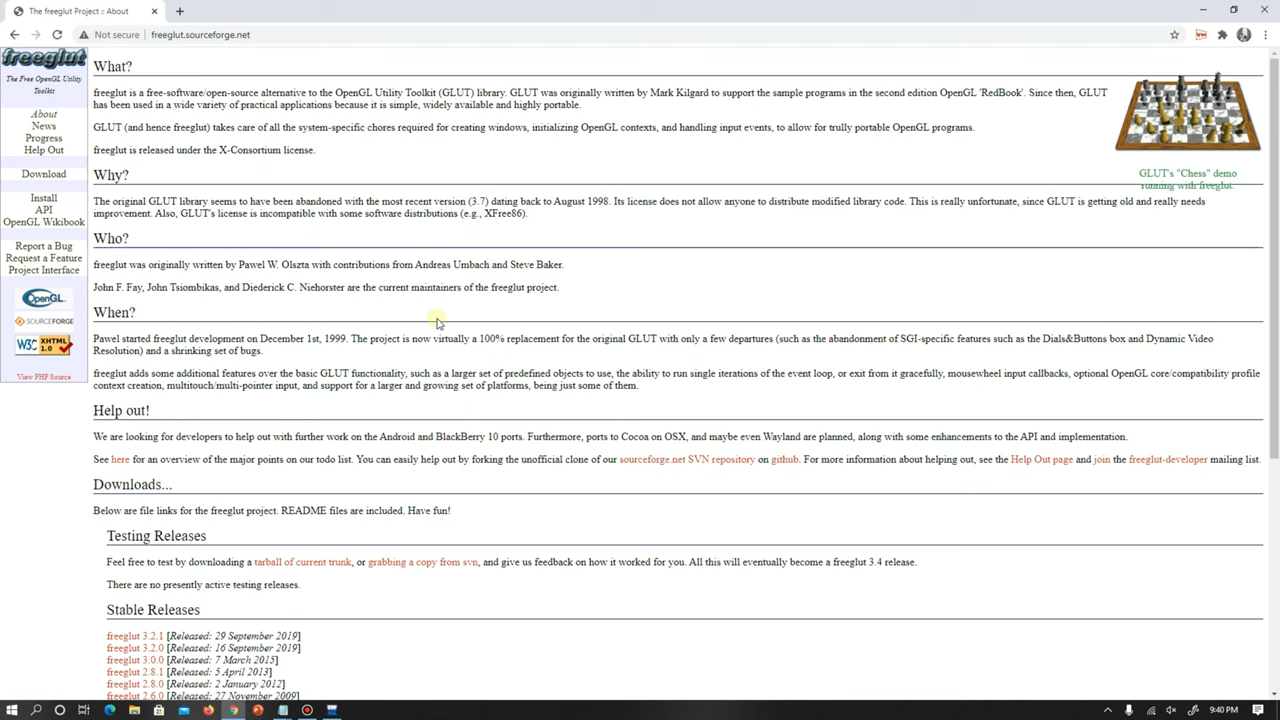 The freeglut Project :: About
Not secure
freeglut.sourceforge.net
freeglut
The Free OpenGL Utility
Toolkit
About
News
Progress
Help Out
Download
Install
API
OpenGL Wikibook
Report a Bug
Request a Feature
Project Interface
OpenGL
SOURCEFORGE
W3C XHTML 1.0
View PHP Source
What?
freeglut is a free-software/open-source alternative to the OpenGL Utility Toolkit (GLUT) library. GLUT was originally written by Mark Kilgard to support the sample programs in the second edition OpenGL 'RedBook'. Since then, GLUT
has been used in a wide variety of practical applications because it is simple, widely available and highly portable.
GLUT (and hence freeglut) takes care of all the system-specific chores required for creating windows, initializing OpenGL contexts, and handling input events, to allow for trully portable OpenGL programs.
freeglut is released under the X-Consortium license.
GLUT's "Chess" demo
running with freeglut.
Why?
The original GLUT library seems to have been abandoned with the most recent version (3.7) dating back to August 1998. Its license does not allow anyone to distribute modified library code. This is really unfortunate, since GLUT is getting old and really needs
improvement. Also, GLUT's license is incompatible with some software distributions (e.g., XFree86).
Who?
freeglut was originally written by Pawel W. Olszta with contributions from Andreas Umbach and Steve Baker.
John F. Fay, John Tsiombikas, and Diederick C. Niehorster are the current maintainers of the freeglut project.
When?
Pawel started freeglut development on December 1st, 1999. The project is now virtually a 100% replacement for the original GLUT with only a few departures (such as the abandonment of SGI-specific features such as the Dials&Buttons box and Dynamic Video
Resolution) and a shrinking set of bugs.
freeglut adds some additional features over the basic GLUT functionality, such as a larger set of predefined objects to use, the ability to run single iterations of the event loop, or exit from it gracefully, mousewheel input callbacks, optional OpenGL core/compatibility profile
context creation, multitouch/multi-pointer input, and support for a larger and growing set of platforms, being just some of them.
Help out!
We are looking for developers to help out with further work on the Android and BlackBerry 10 ports. Furthermore, ports to Cocoa on OSX, and maybe even Wayland are planned, along with some enhancements to the API and implementation.
See here for an overview of the major points on our todo list. You can easily help out by forking the unofficial clone of our sourceforge.net SVN repository on github. For more information about helping out, see the Help Out page and join the freeglut-developer mailing list.
Downloads...
Below are file links for the freeglut project. README files are included. Have fun!
Testing Releases
Feel free to test by downloading a tarball of current trunk, or grabbing a copy from svn, and give us feedback on how it worked for you. All this will eventually become a freeglut 3.4 release.
There are no presently active testing releases.
Stable Releases
freeglut 3.2.1 [Released: 29 September 2019]
freeglut 3.2.0 [Released: 16 September 2019]
freeglut 3.0.0 [Released: 7 March 2015]
freeglut 2.8.1 [Released: 5 April 2013]
freeglut 2.8.0 [Released: 2 January 2012]
freeglut 2.6.0 [Released: 27 November 2009]
9:40 PM